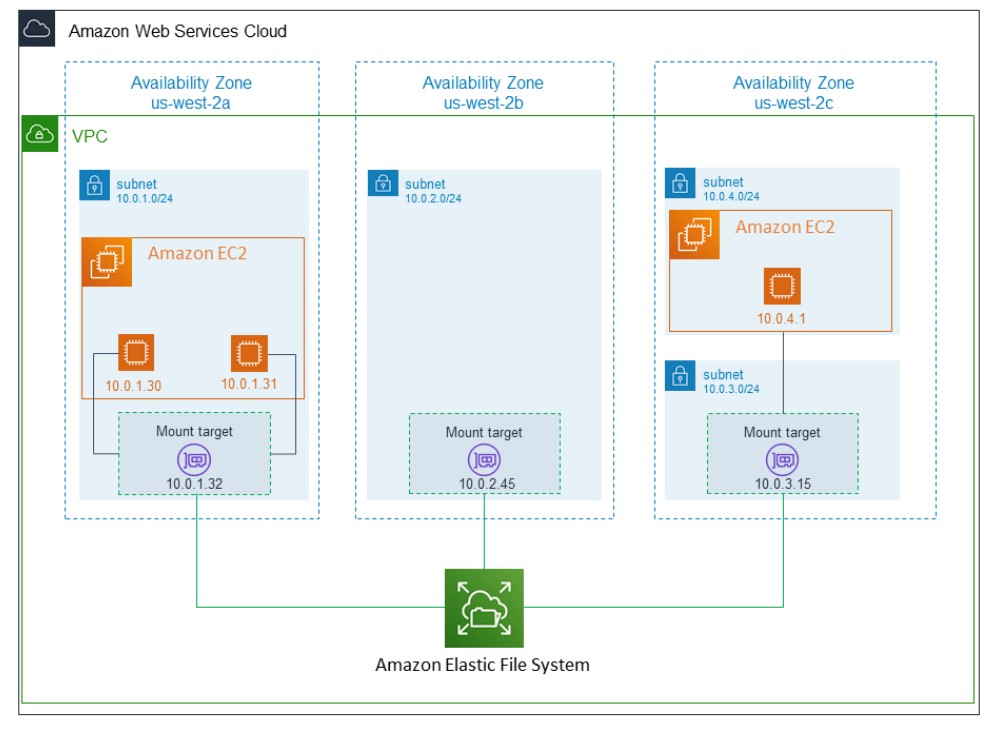 Amazon Web Services Cloud
Availability Zone
us-west-2a
Availability Zone
us-west-2b
Availability Zone
us-west-2c
VPC
subnet
10.0.1.0/24
Amazon EC2
10.0.1.30
10.0.1.31
Mount target
10.0.1.32
subnet
10.0.2.0/24
Mount target
10.0.2.45
subnet
10.0.4.0/24
Amazon EC2
10.0.4.1
subnet
10.0.3.0/24
Mount target
10.0.3.15
Amazon Elastic File System